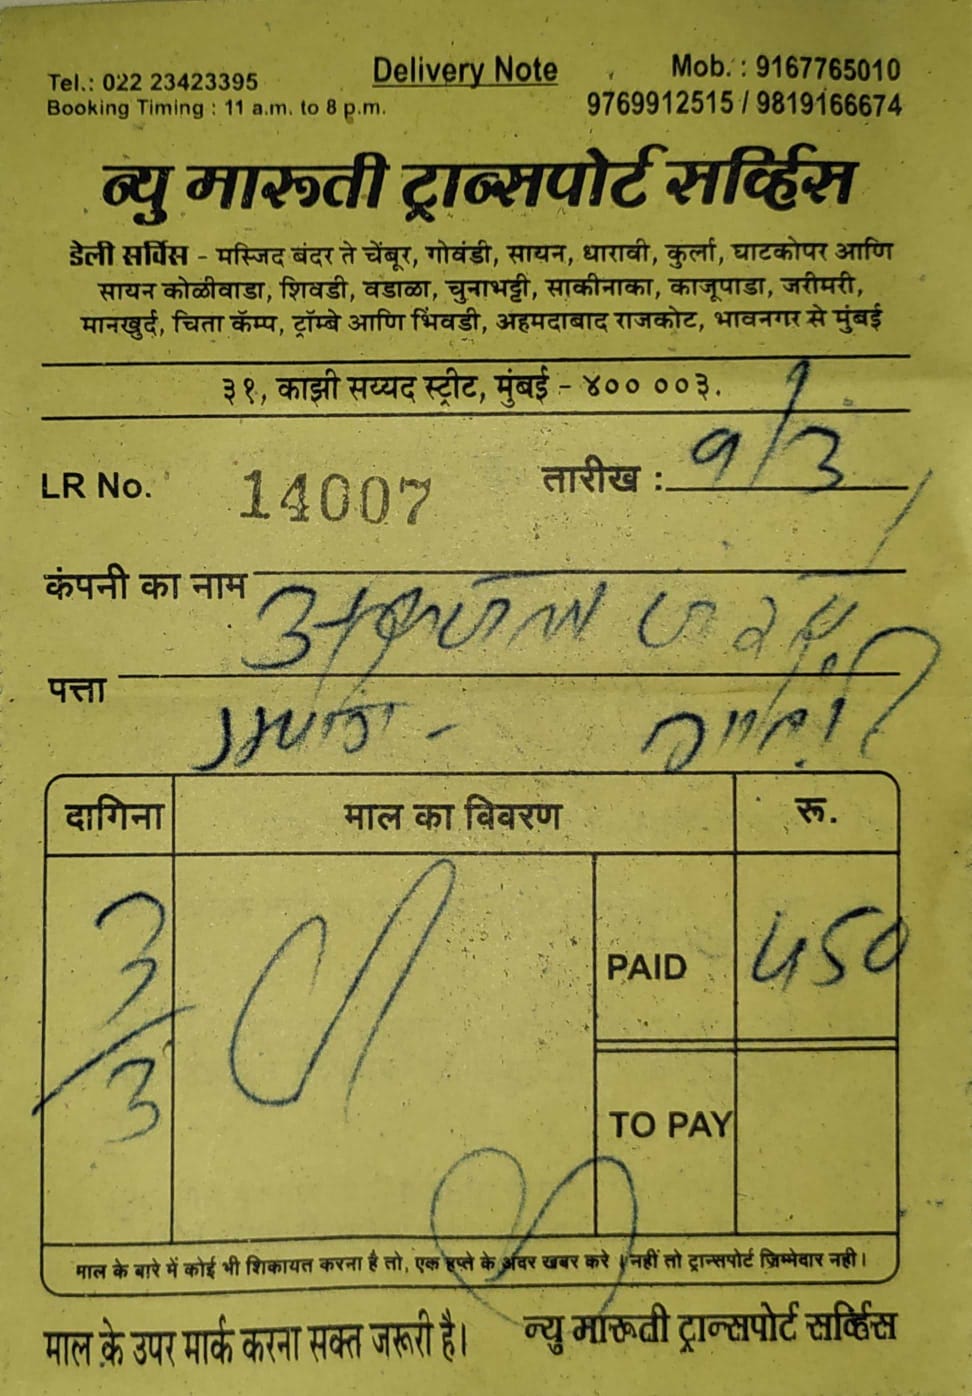 Delivery Note
Tel.: 022 23423395
Mob. : 9167765010
Booking Timing : 11 a.m. to 8 p.m.
9769912515 / 9819166674
न्यु मारूती ट्रान्सपोर्ट सर्व्हिस
डेली सर्विस - मस्जिद बंदर ते चेंबूर, गोवंडी, सायन, धारावी, कुर्ला, घाटकोपर आणि
सायन कोळीवाडा, शिवडी, वडाळा, चुनाभट्टी, साकीनाका, काजूपाडा, जरीमरी,
मानखुर्द, चिता कॅम्प, ट्रॉम्बे आणि भिंवडी, अहमदाबाद राजकोट, भावनगर से मुंबई
३१, काझी सय्यद स्ट्रीट, मुंबई - ४०० ००३.
LR No. 14007 तारीख : 9/3
कंपनी का नाम
पत्ता
दागिना माल का विवरण रू.
3/3 PAID 450
TO PAY
माल के बारे में कोई भी शिकायत करना है तो, एक हप्ते के अंदर खबर करे । नहीं तो ट्रान्सपोर्ट ज़िम्मेदार नही।
माल के उपर मार्क करना सक्त जरूरी है। न्यु मारूती ट्रान्सपोर्ट सर्व्हिस